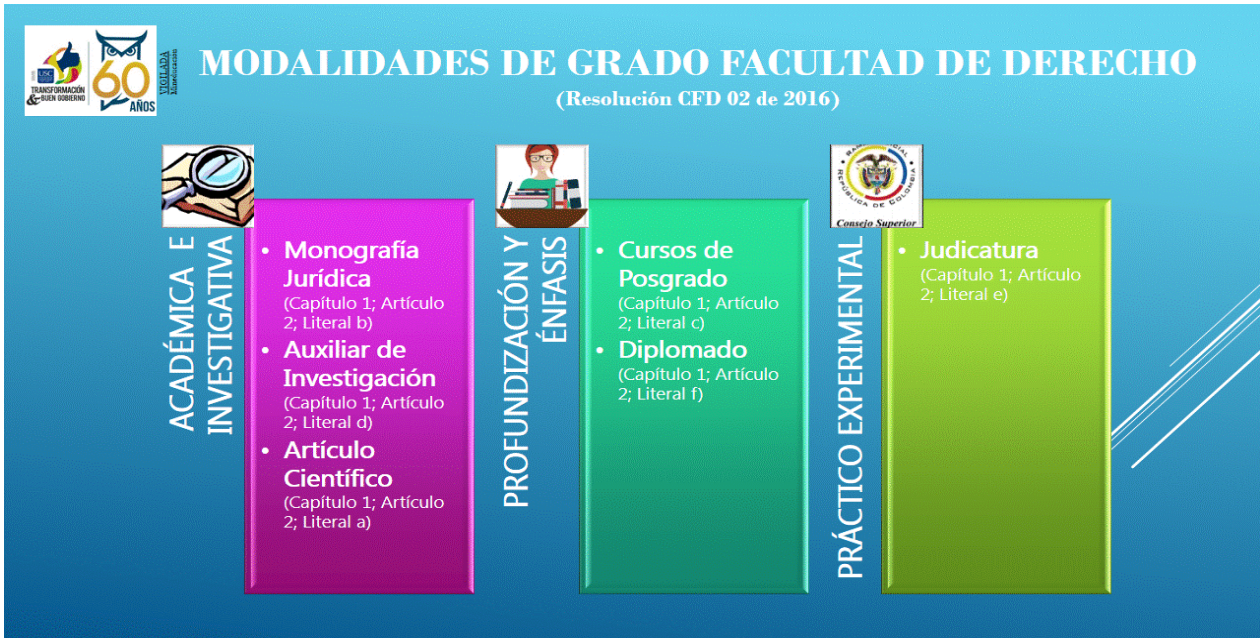 USC
TRANSFORMACIÓN
& BUEN GOBIERNO
60
AÑOS
VIGILADA
Mineducación
MODALIDADES DE GRADO FACULTAD DE DERECHO
(Resolución CFD 02 de 2016)
ACADÉMICA E
INVESTIGATIVA
• Monografía
Jurídica
(Capítulo 1; Artículo
2; Literal b)
• Auxiliar de
Investigación
(Capítulo 1; Artículo
2; Literal d)
• Artículo
Científico
(Capítulo 1; Artículo
2; Literal a)
PROFUNDIZACIÓN Y
ÉNFASIS
• Cursos de
Posgrado
(Capítulo 1; Artículo
2; Literal c)
• Diplomado
(Capítulo 1; Artículo
2; Literal f)
REPÚBLICA DE COLOMBIA
Consejo Superior
PRÁCTICO EXPERIMENTAL
• Judicatura
(Capítulo 1; Artículo
2; Literal e)